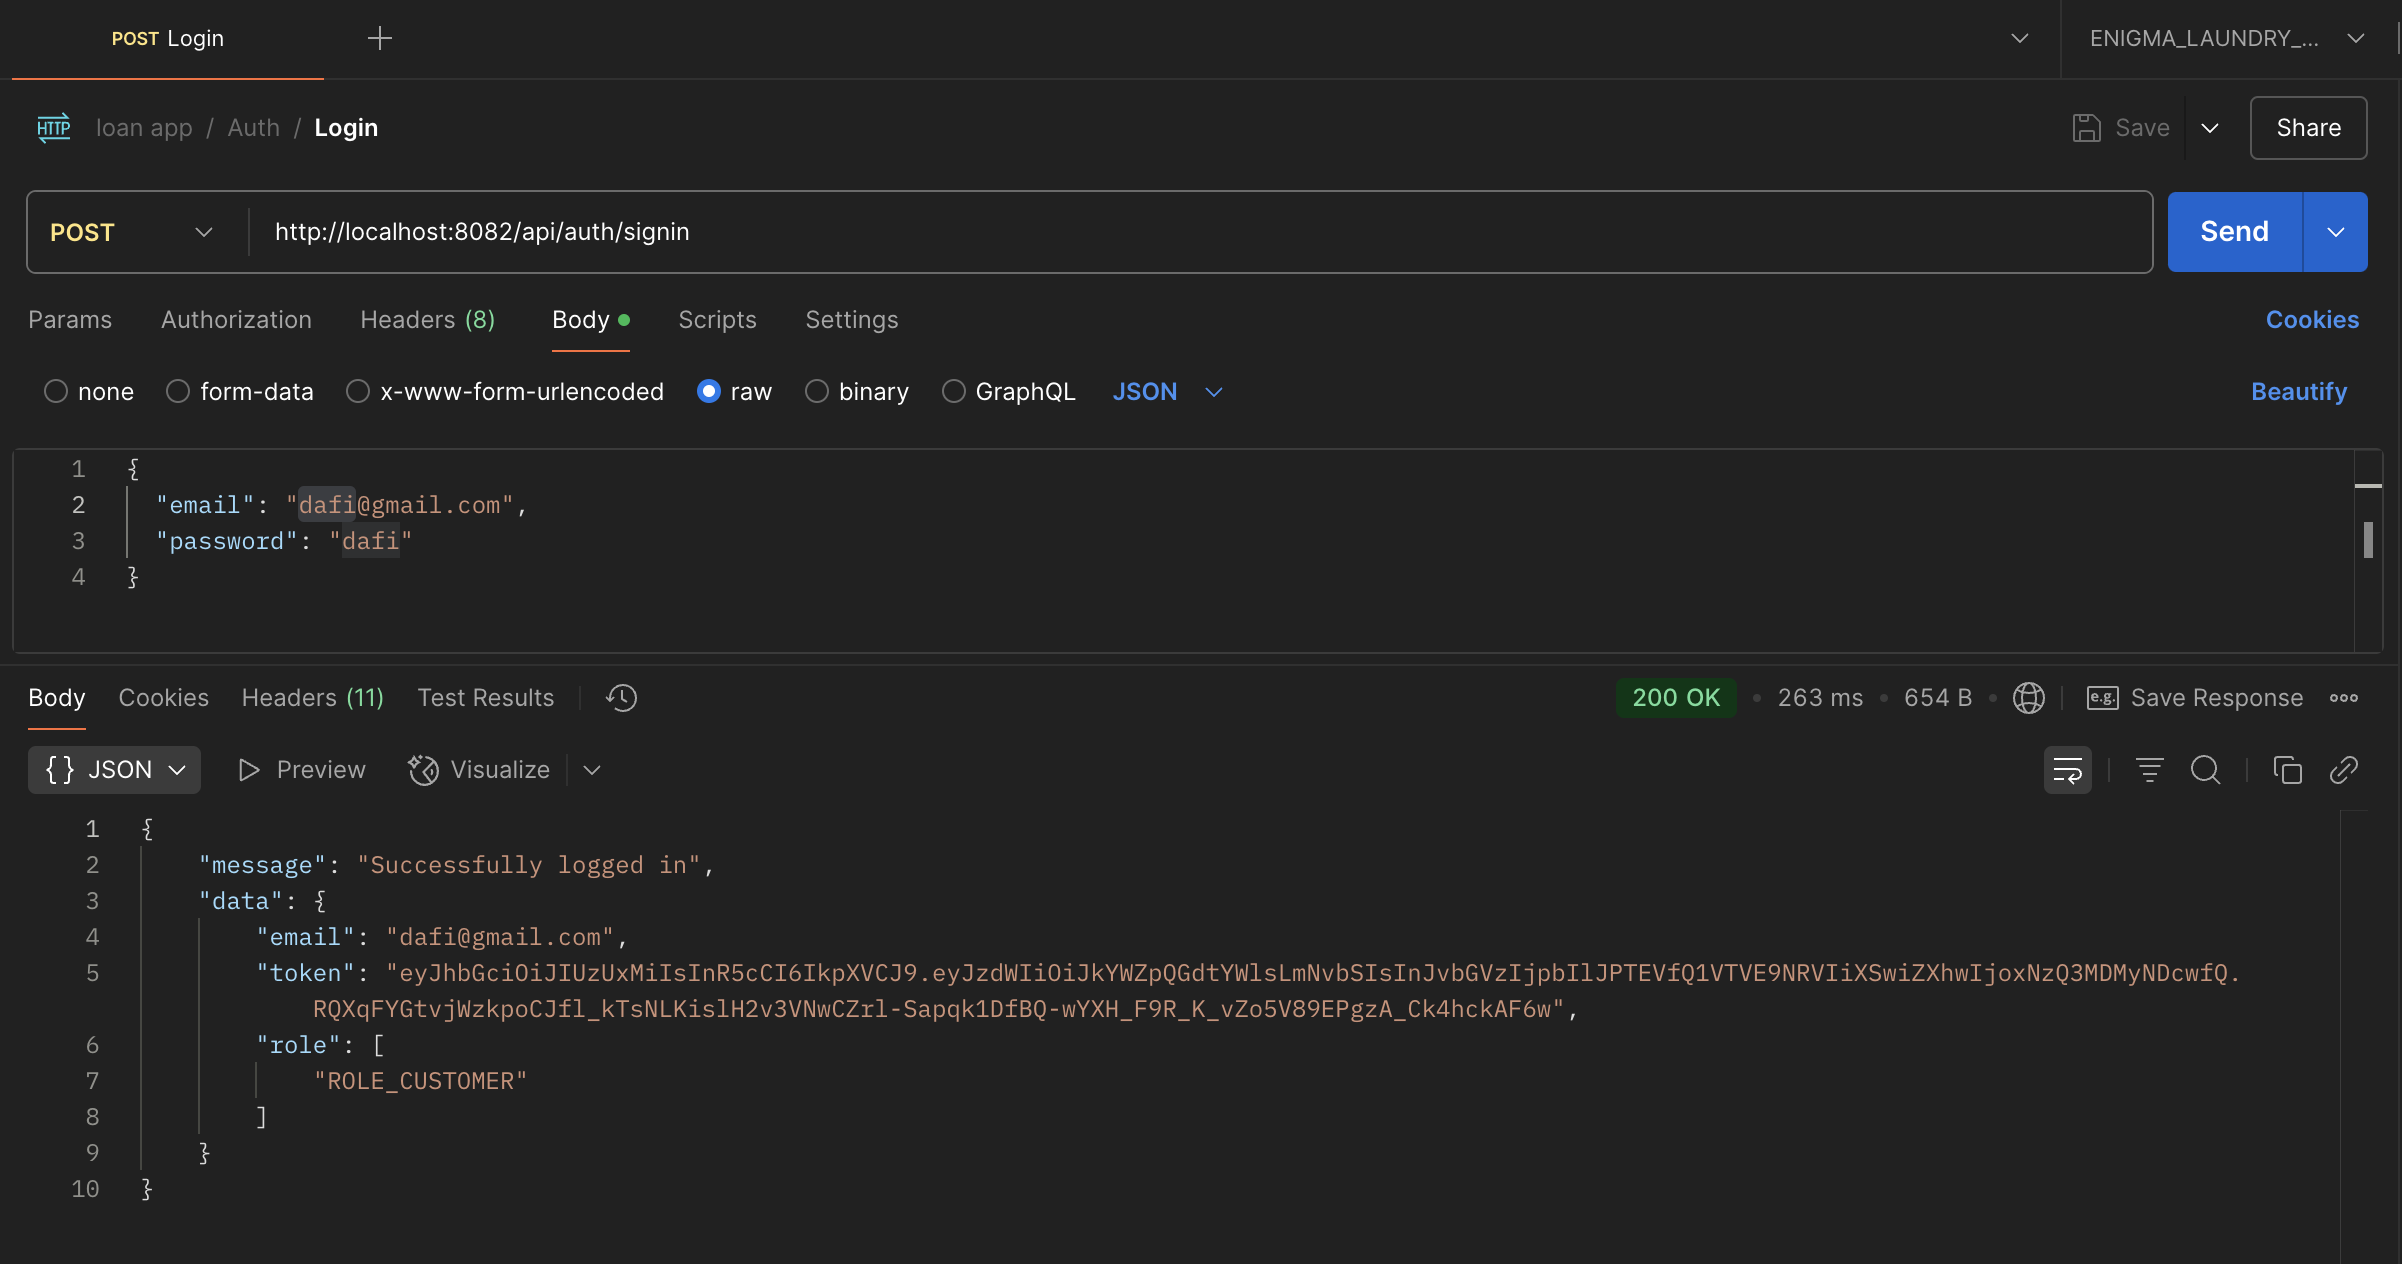 POST Login
ENIGMA_LAUNDRY_...
HTTP loan app / Auth / Login
Save
Share
POST
http://localhost:8082/api/auth/signin
Send
Params Authorization Headers (8) Body Scripts Settings
Cookies
none form-data x-www-form-urlencoded raw binary GraphQL JSON
Beautify
1 {
2 "email": "dafi@gmail.com",
3 "password": "dafi"
4 }
Body Cookies Headers (11) Test Results
200 OK • 263 ms • 654 B •
e.g. Save Response
{} JSON Preview Visualize
1 {
2 "message": "Successfully logged in",
3 "data": {
4 "email": "dafi@gmail.com",
5 "token": "eyJhbGciOiJIUzUxMiIsInR5cCI6IkpXVCJ9.eyJzdWIiOiJkYWZpQGdtYWlsLmNvbSIsInJvbGVzIjpbIlJPTEVfQ1VTVE9NRVIiXSwiZXhwIjoxNzQ3MDMyNDcwfQ.
RQXqFYGtvjWzkpoCJfl_kTsNLKislH2v3VNwCZrl-Sapqk1DfBQ-wYXH_F9R_K_vZo5V89EPgzA_Ck4hckAF6w",
6 "role": [
7 "ROLE_CUSTOMER"
8 ]
9 }
10 }